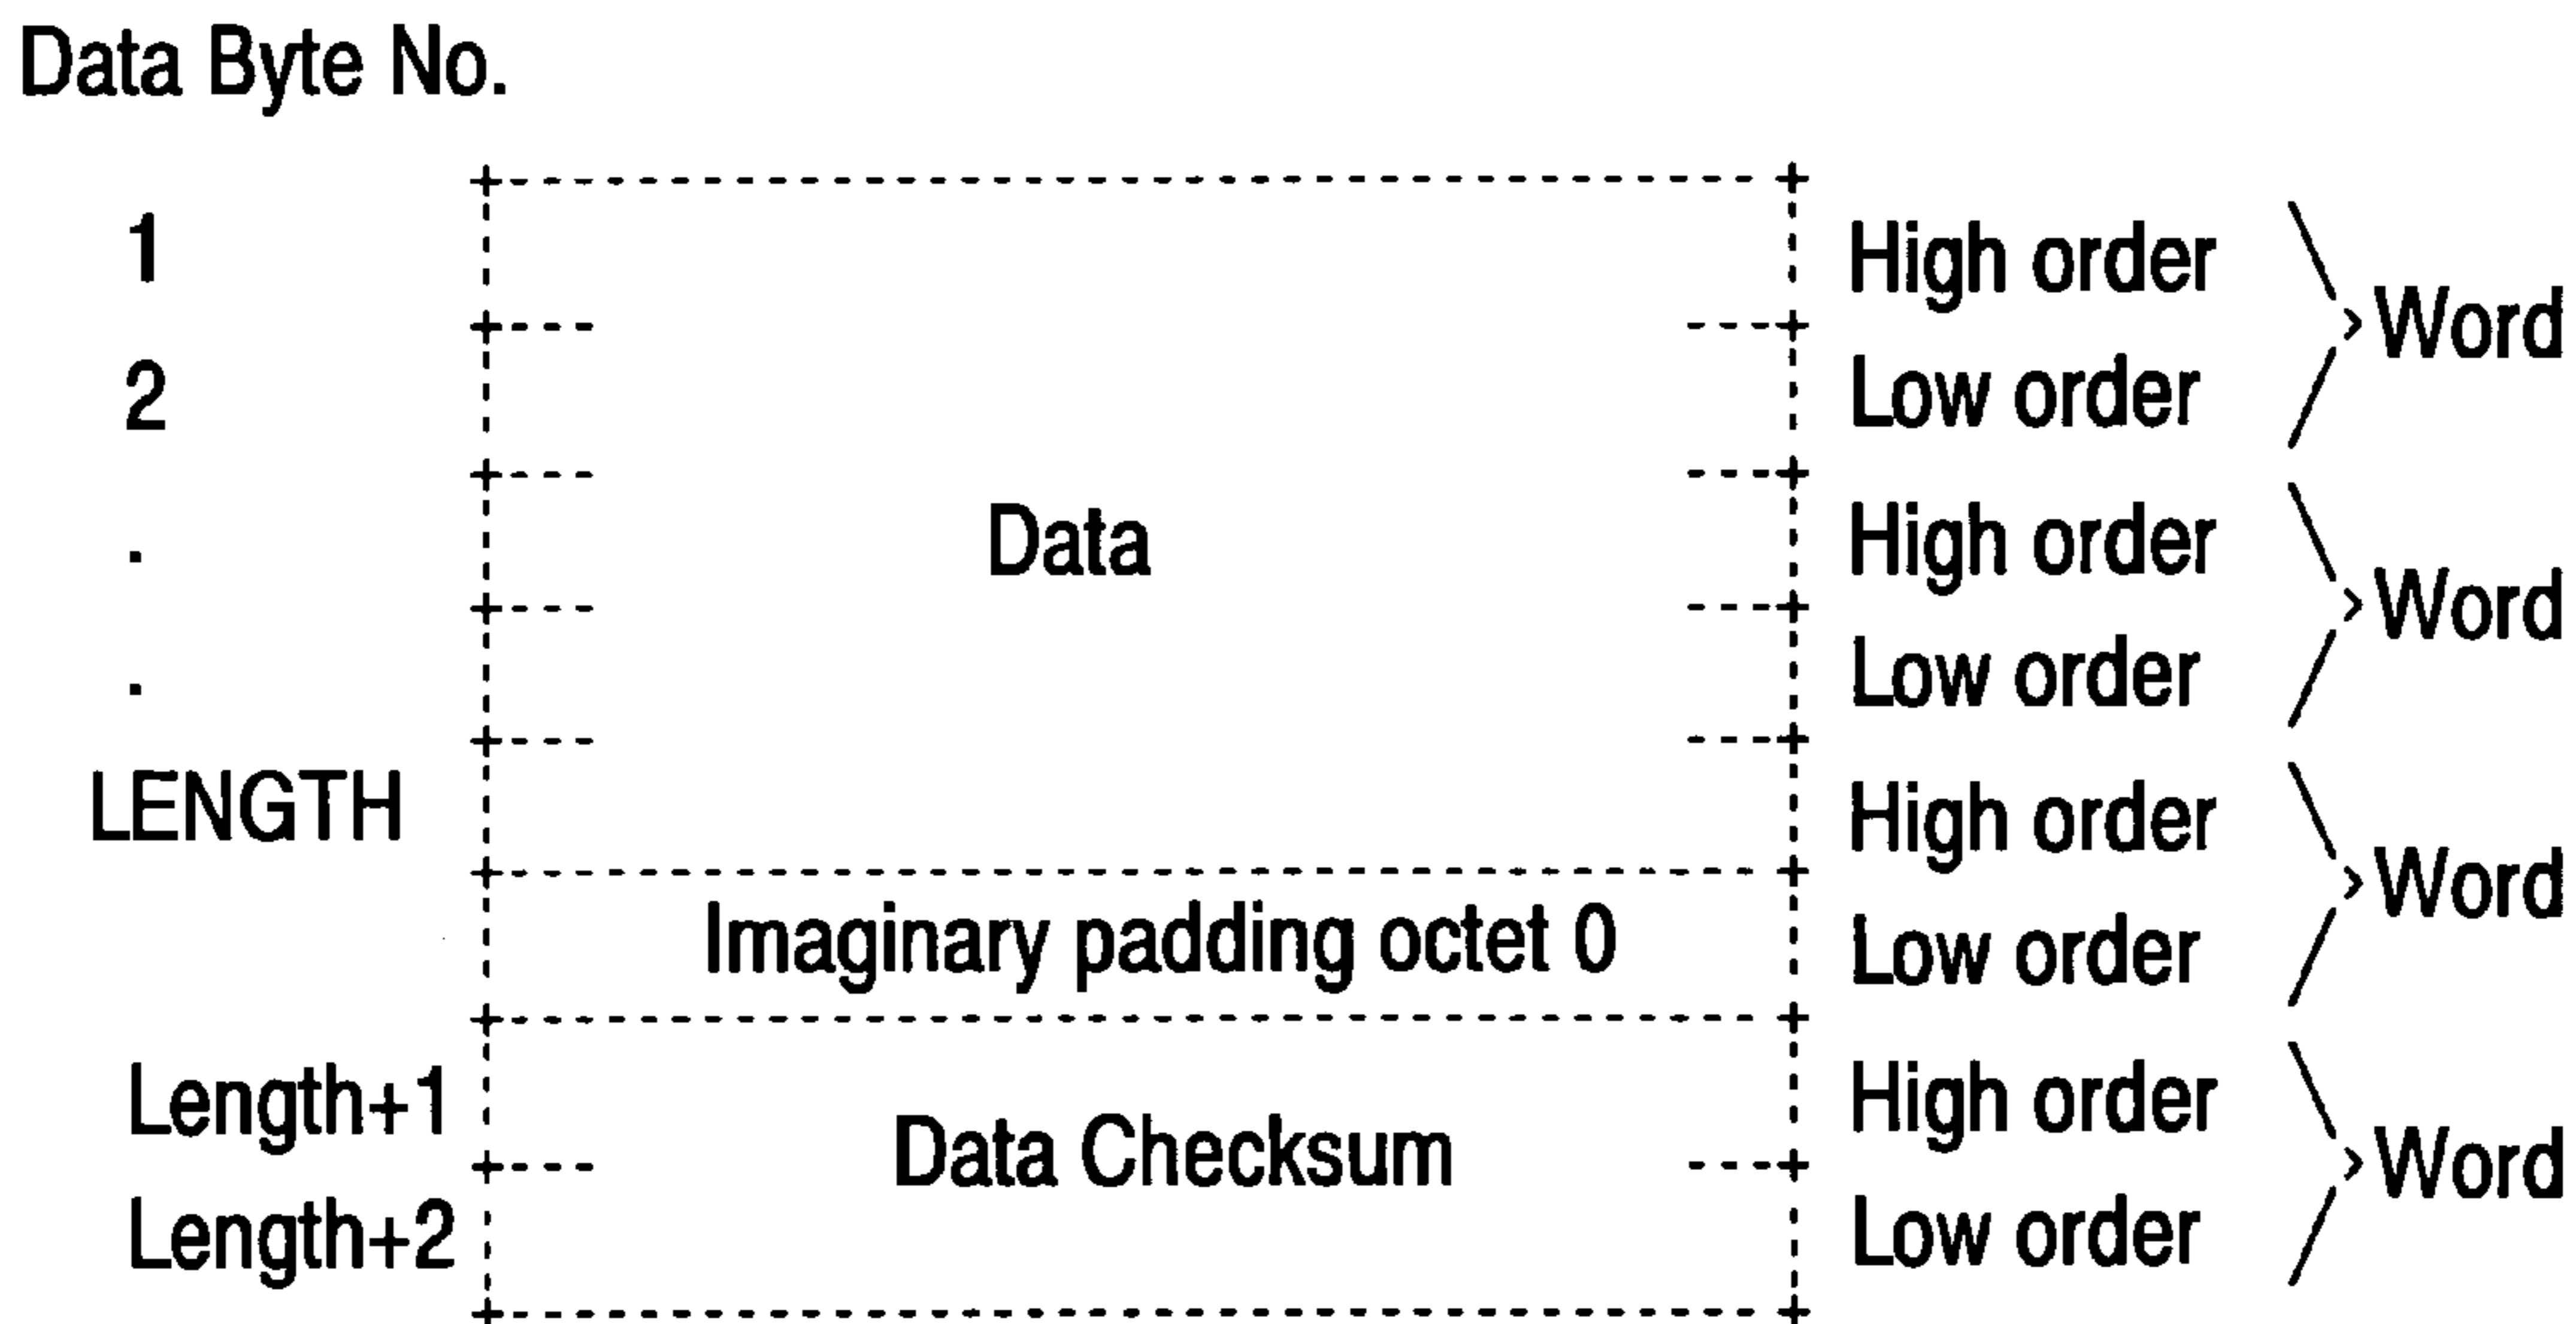 Data Byte No.
1 High order
Word
2 Low order
. Data High order
Word
. Low order
LENGTH High order
Word
Imaginary padding octet 0 Low order
Length+1 High order
Data Checksum Word
Length+2 Low order